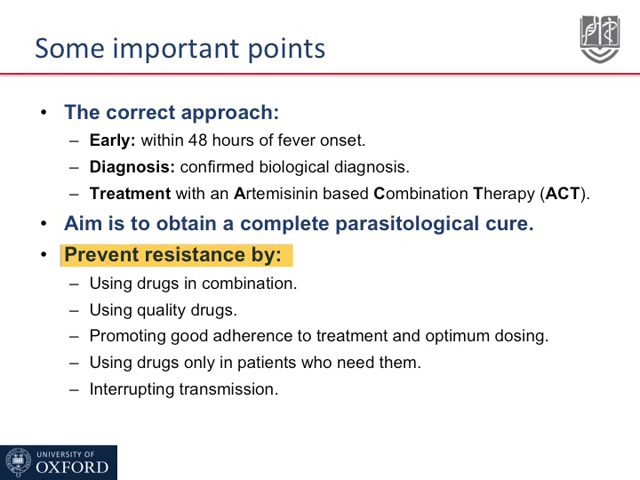 Some important points
• The correct approach:
– Early: within 48 hours of fever onset.
– Diagnosis: confirmed biological diagnosis.
– Treatment with an Artemisinin based Combination Therapy (ACT).
• Aim is to obtain a complete parasitological cure.
• Prevent resistance by:
– Using drugs in combination.
– Using quality drugs.
– Promoting good adherence to treatment and optimum dosing.
– Using drugs only in patients who need them.
– Interrupting transmission.
UNIVERSITY OF
OXFORD